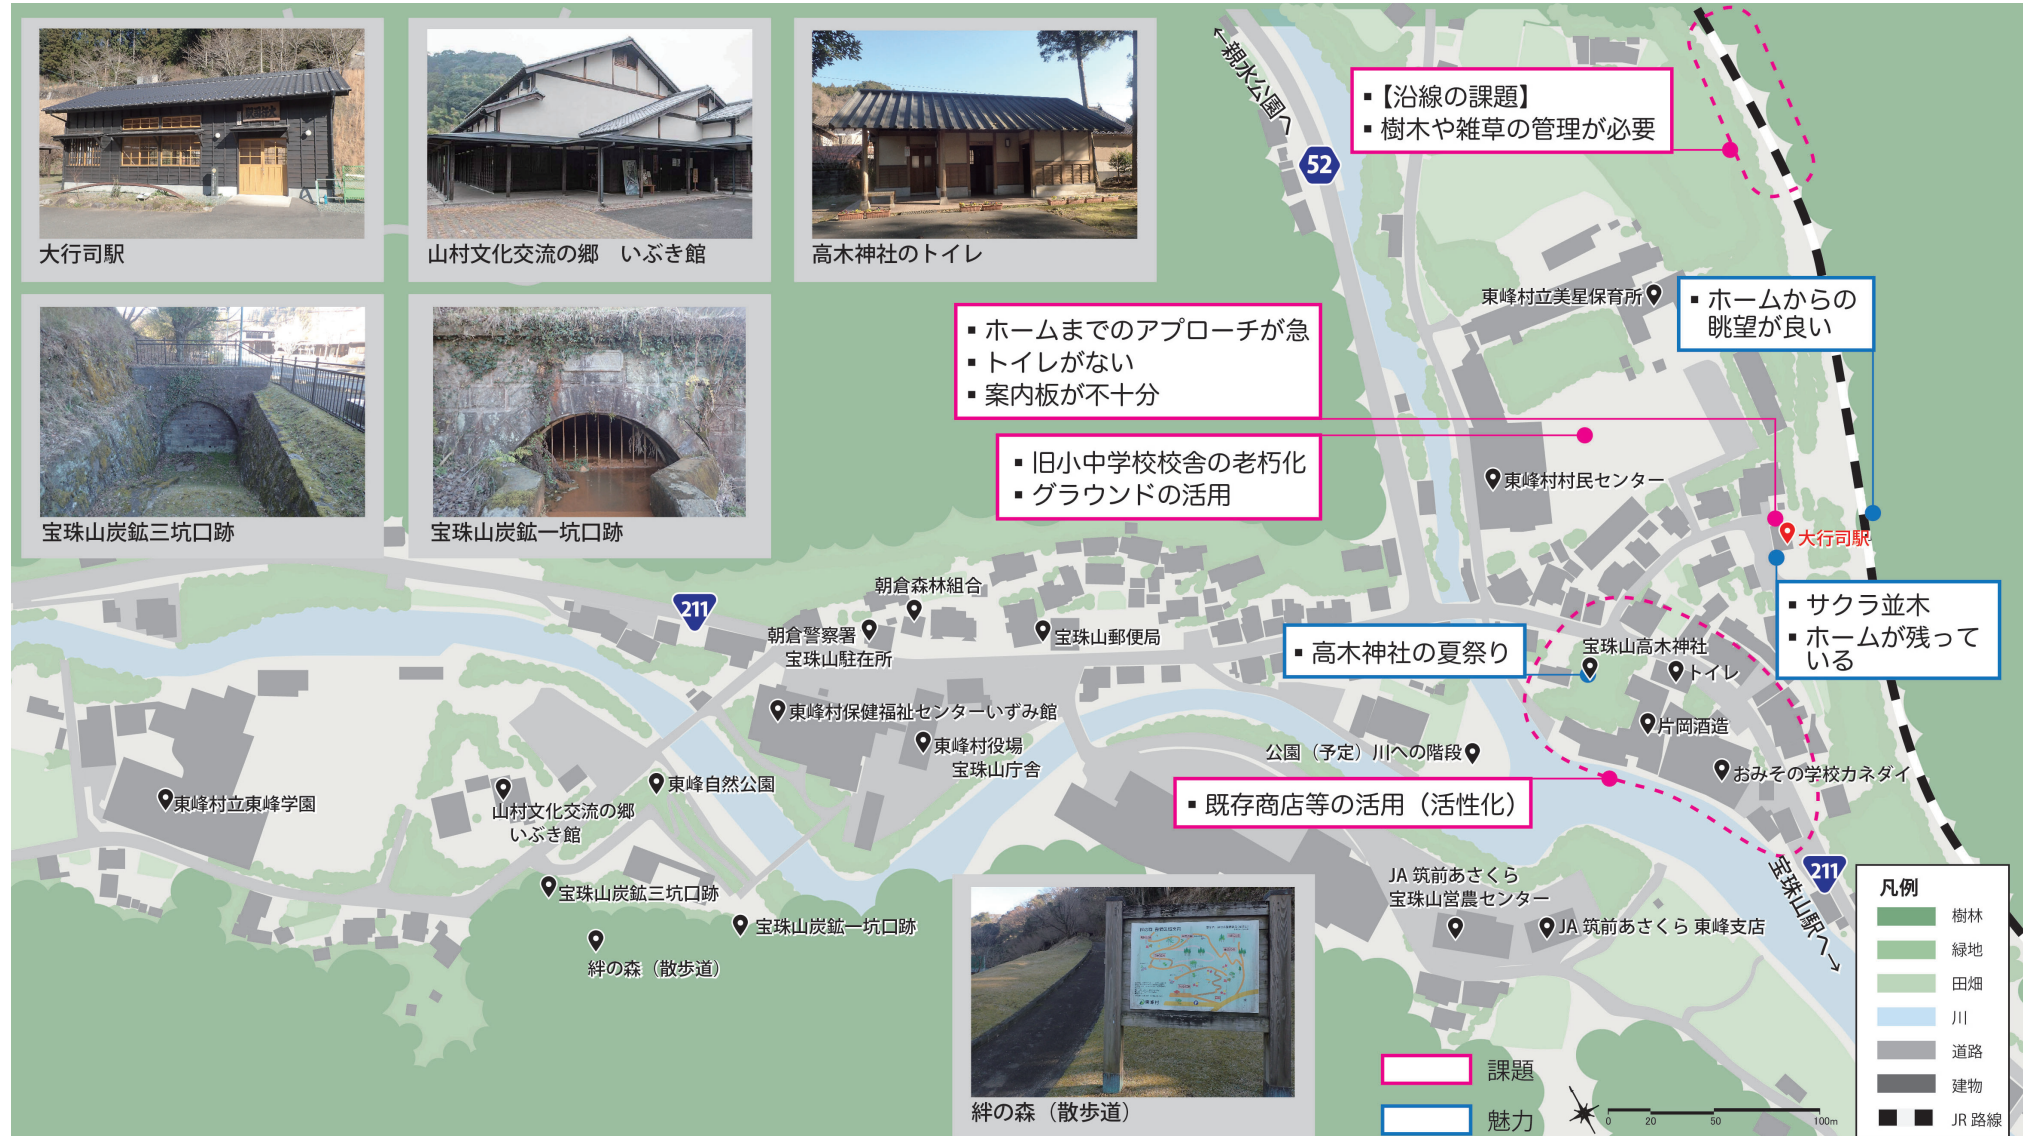 大行司駅
山村文化交流の郷　いぶき館
高木神社のトイレ
宝珠山炭鉱三坑口跡
宝珠山炭鉱一坑口跡
←親水公園へ
52
▪【沿線の課題】
▪ 樹木や雑草の管理が必要
東峰村立美星保育所
▪ ホームからの
眺望が良い
▪ ホームまでのアプローチが急
▪ トイレがない
▪ 案内板が不十分
▪ 旧小中学校校舎の老朽化
▪ グラウンドの活用
東峰村村民センター
大行司駅
▪ サクラ並木
▪ ホームが残って
いる
211
朝倉森林組合
朝倉警察署
宝珠山駐在所
宝珠山郵便局
▪ 高木神社の夏祭り
宝珠山高木神社
トイレ
片岡酒造
おみその学校カネダイ
東峰村保健福祉センターいずみ館
東峰村役場
宝珠山庁舎
公園（予定）川への階段
▪ 既存商店等の活用（活性化）
東峰村立東峰学園
山村文化交流の郷
いぶき館
東峰自然公園
宝珠山炭鉱三坑口跡
宝珠山炭鉱一坑口跡
絆の森（散歩道）
JA 筑前あさくら
宝珠山営農センター
JA 筑前あさくら 東峰支店
211
宝珠山駅へ→
絆の森（散歩道）
課題
魅力
0 20 50 100m
凡例
樹林
緑地
田畑
川
道路
建物
JR 路線